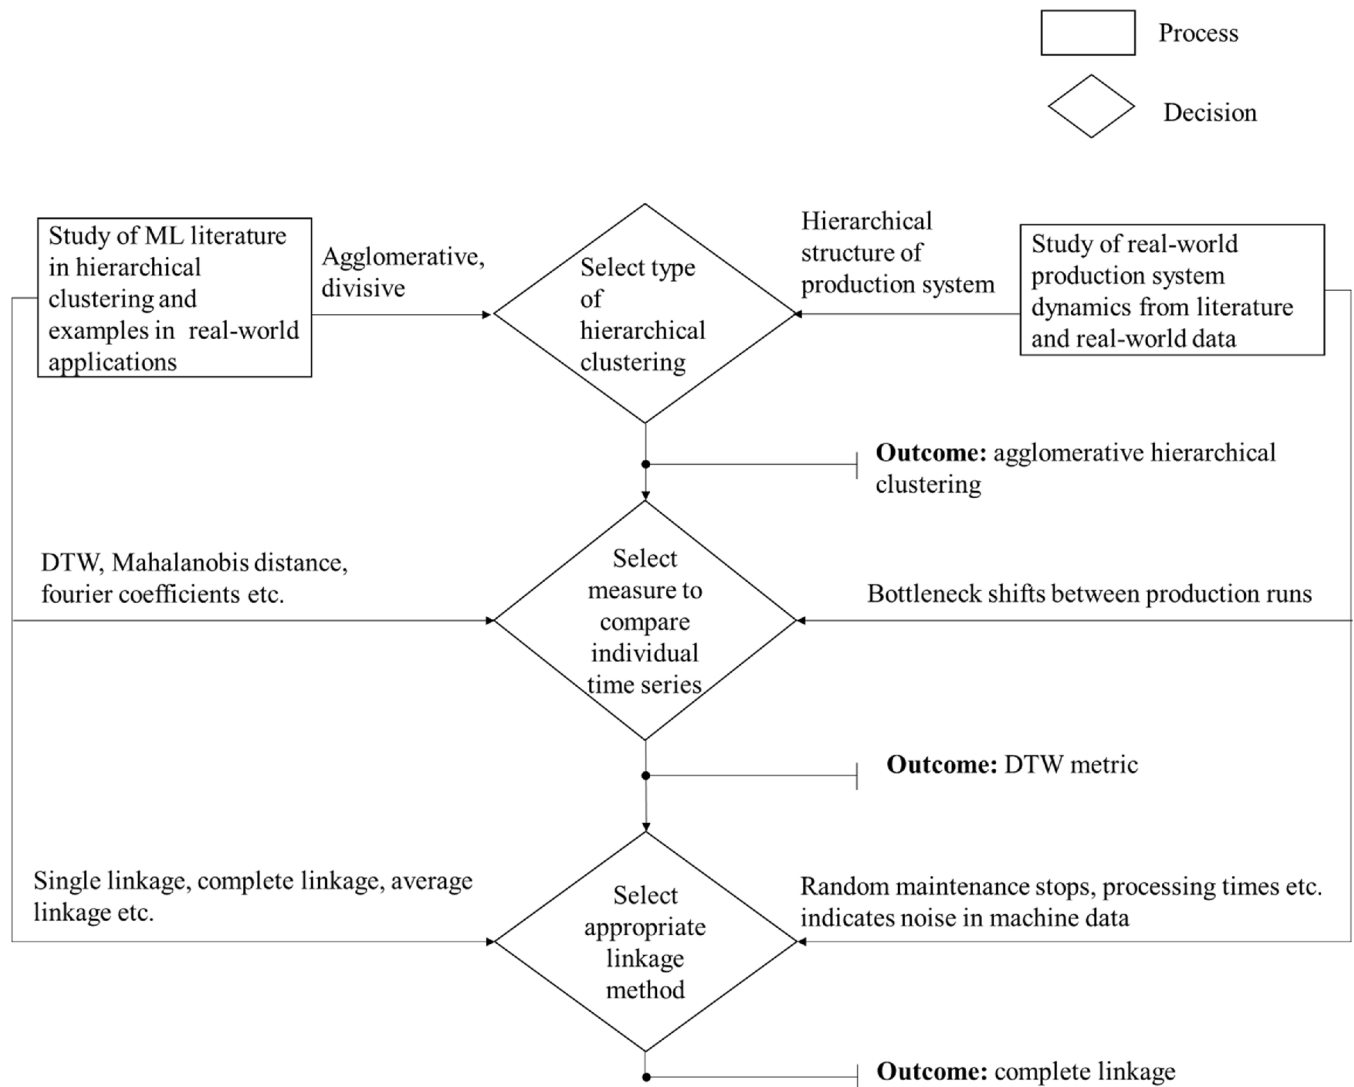 Process
Decision
Study of ML literature
in hierarchical
clustering and
examples in real-world
applications
Agglomerative,
divisive
Select type
of
hierarchical
clustering
Hierarchical
structure of
production system
Study of real-world
production system
dynamics from literature
and real-world data
Outcome: agglomerative hierarchical
clustering
DTW, Mahalanobis distance,
fourier coefficients etc.
Select
measure to
compare
individual
time series
Bottleneck shifts between production runs
Outcome: DTW metric
Single linkage, complete linkage, average
linkage etc.
Select
appropriate
linkage
method
Random maintenance stops, processing times etc.
indicates noise in machine data
Outcome: complete linkage